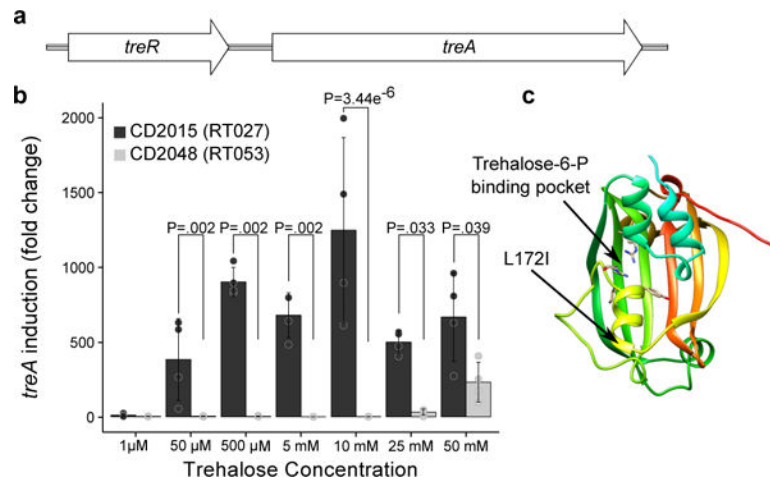 a
treR
treA
b
treA induction (fold change)
2000
1500
1000
500
0
CD2015 (RT027)
CD2048 (RT053)
P=3.44e-6
P=.002
P=.002
P=.002
P=.033
P=.039
1µM
50 µM
500 µM
5 mM
10 mM
25 mM
50 mM
Trehalose Concentration
c
Trehalose-6-P
binding pocket
L172I